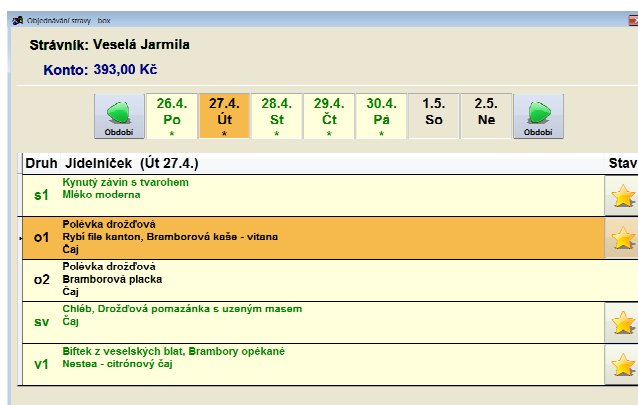 Objednávání stravy box
Strávník: Veselá Jarmila
Konto: 393,00 Kč
Období
26.4. 27.4. 28.4. 29.4. 30.4. 1.5. 2.5.
Po Út St Čt Pá So Ne
* * * * *
Období
Druh Jídelníček (Út 27.4.) Stav
s1
Kynutý závin s tvarohem
Mléko moderna
o1
Polévka drožďová
Rybí file kanton, Bramborová kaše - vitana
Čaj
o2
Polévka drožďová
Bramborová placka
Čaj
sv
Chléb, Drožďová pomazánka s uzeným masem
Čaj
v1
Biftek z veselských blat, Brambory opékané
Nestea - citrónový čaj